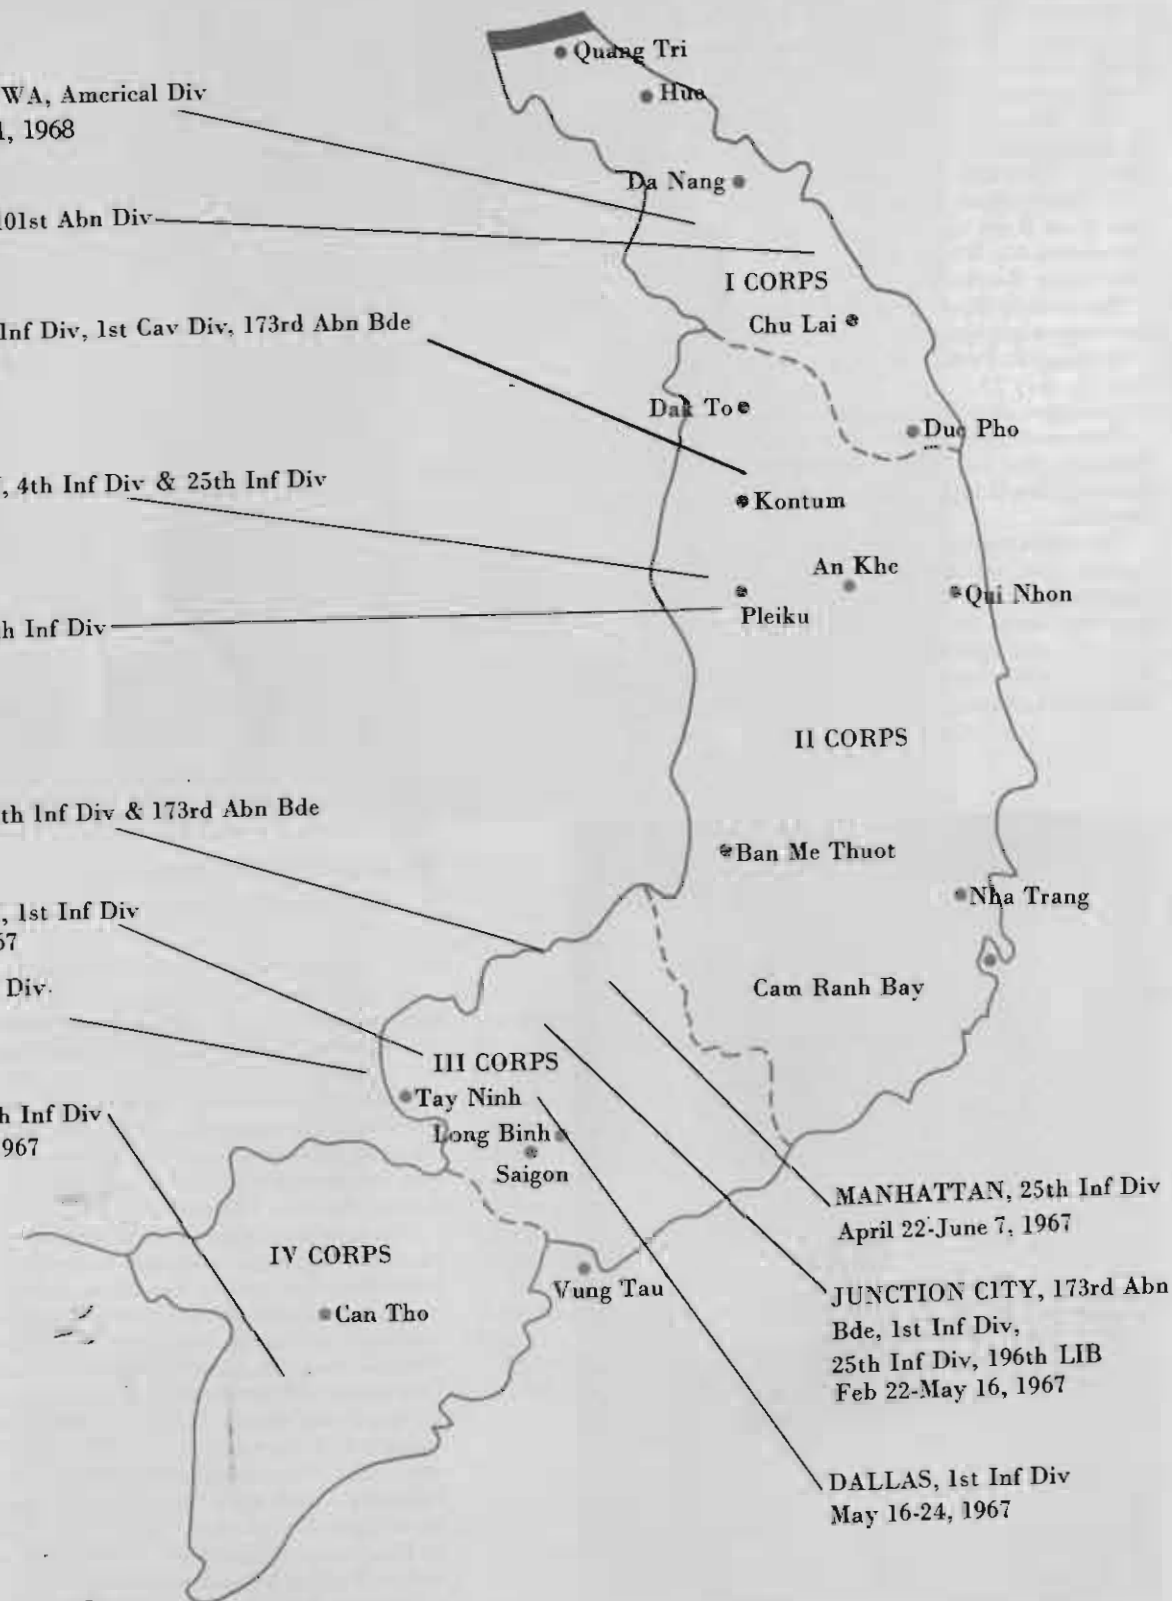 Quang Tri
Hue
WA, Americal Div
1, 1968
Da Nang
101st Abn Div
I CORPS
Chu Lai
Inf Div, 1st Cav Div, 173rd Abn Bde
Dak To
Duc Pho
, 4th Inf Div & 25th Inf Div
Kontum
An Khe
Qui Nhon
Pleiku
th Inf Div
II CORPS
th Inf Div & 173rd Abn Bde
Ban Me Thuot
Nha Trang
, 1st Inf Div
67
Div.
Cam Ranh Bay
III CORPS
Tay Ninh
h Inf Div
967
Long Binh
Saigon
MANHATTAN, 25th Inf Div
April 22-June 7, 1967
IV CORPS
Can Tho
Vung Tau
JUNCTION CITY, 173rd Abn
Bde, 1st Inf Div,
25th Inf Div, 196th LIB
Feb 22-May 16, 1967
DALLAS, 1st Inf Div
May 16-24, 1967